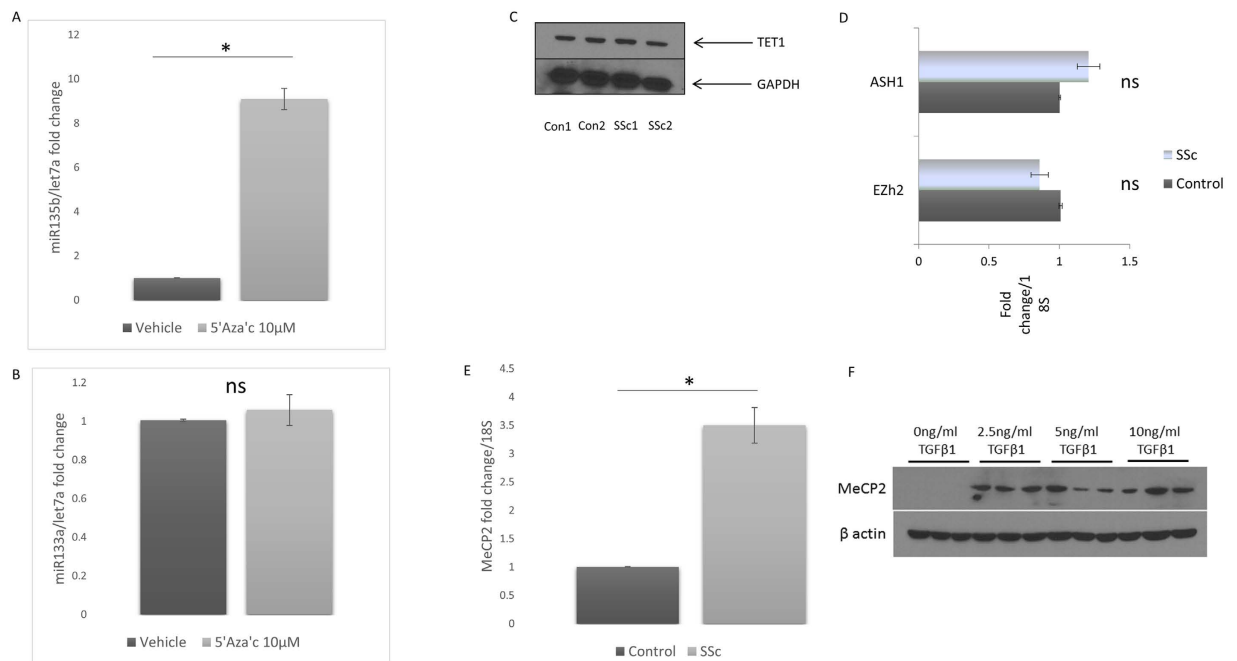 A
miR135b/let7a fold change
12
10
8
6
4
2
0
*
Vehicle
5'Aza'c 10µM
B
miR133a/let7a fold change
1.2
1
0.8
0.6
0.4
0.2
0
ns
Vehicle
5'Aza'c 10µM
C
TET1
GAPDH
Con1 Con2 SSc1 SSc2
D
ASH1
EZh2
ns
ns
SSc
Control
0 0.5 1 1.5
Fold
change/1
8S
E
MeCP2 fold change/18S
4.5
4
3.5
3
2.5
2
1.5
1
0.5
0
*
Control
SSc
F
0ng/ml 2.5ng/ml 5ng/ml 10ng/ml
TGFβ1 TGFβ1 TGFβ1 TGFβ1
MeCP2
β actin